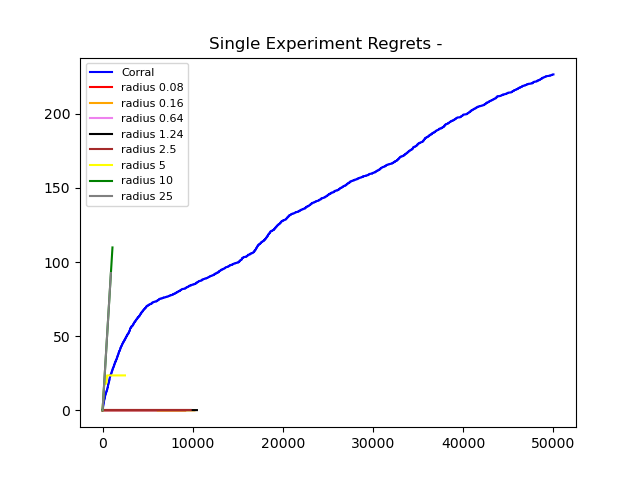 Single Experiment Regrets -
Corral
radius 0.08
radius 0.16
radius 0.64
radius 1.24
radius 2.5
radius 5
radius 10
radius 25
200
150
100
50
0
0 10000 20000 30000 40000 50000